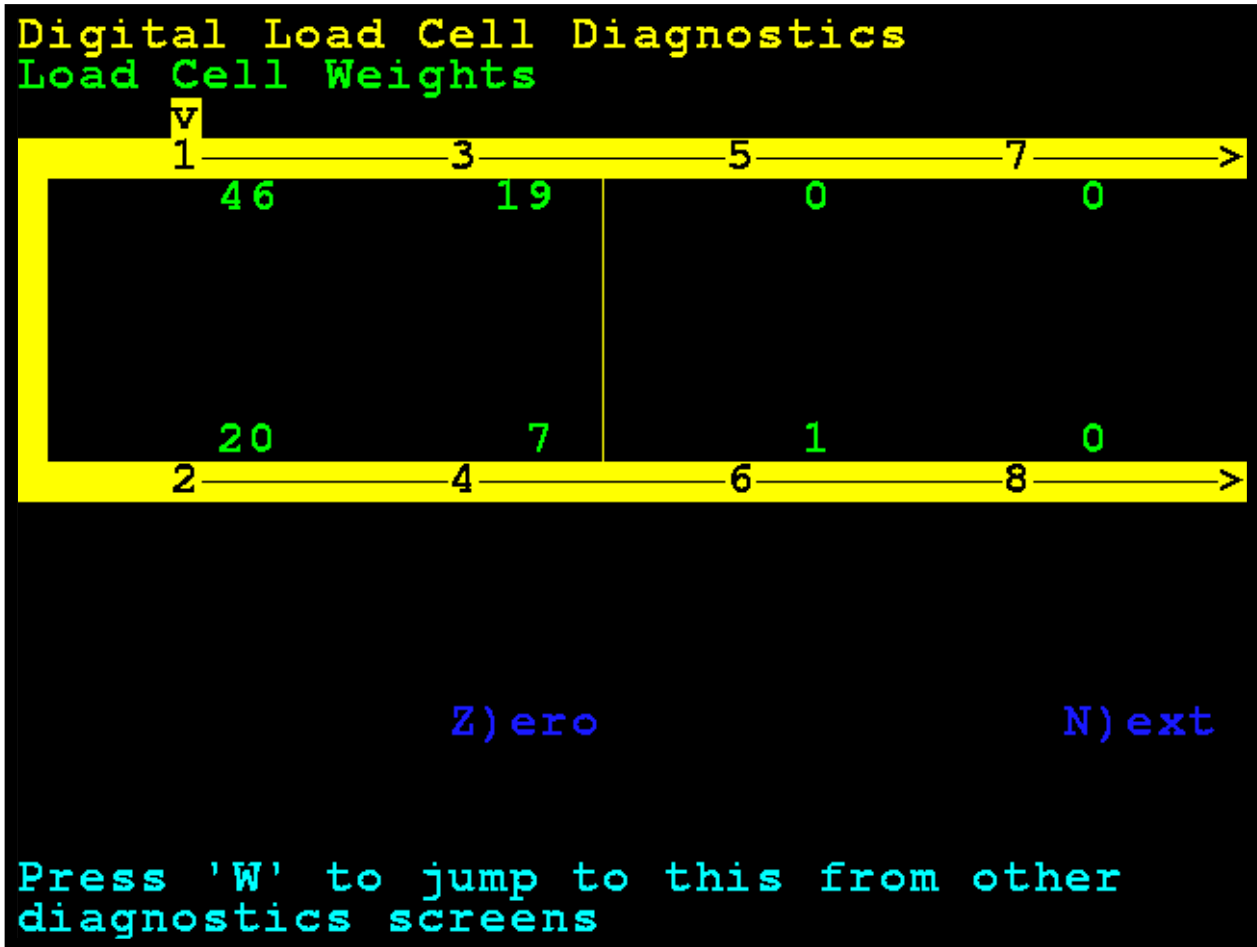 Digital Load Cell Diagnostics
Load Cell Weights
v
1 3 5 7 >
46 19 0 0
20 7 1 0
2 4 6 8 >
Z)ero N)ext
Press 'W' to jump to this from other
diagnostics screens